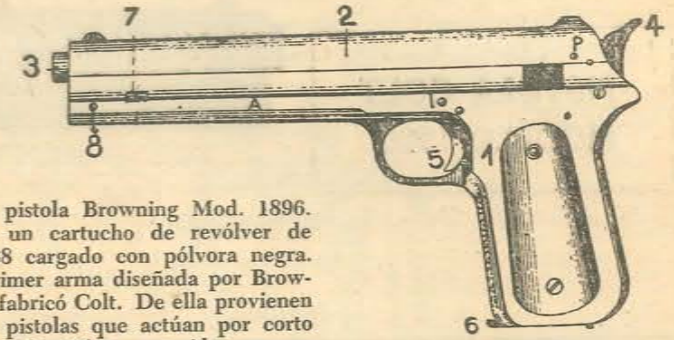 7
2
4
P
3
A
8
5
1
pistola Browning Mod. 1896.
un cartucho de revólver de
8 cargado con pólvora negra.
rimer arma diseñada por Brow-
fabricó Colt. De ella provienen
pistolas que actúan por corto
6